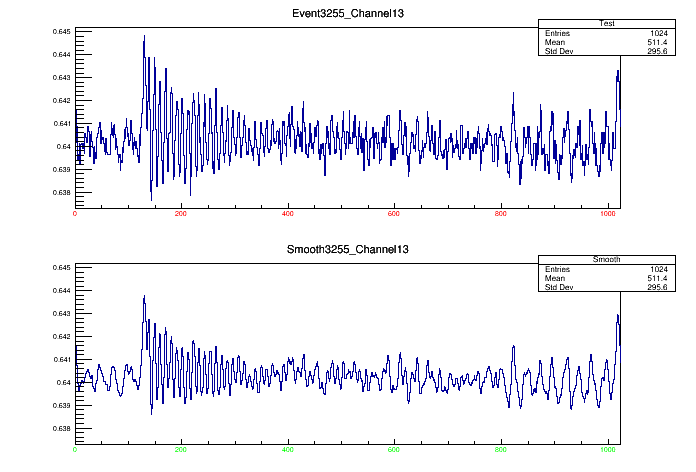 Event3255_Channel13
Test
Entries 1024
Mean 511.4
Std Dev 295.6
0.645
0.644
0.643
0.642
0.641
0.64
0.639
0.638
0 200 400 600 800 1000
Smooth3255_Channel13
Smooth
Entries 1024
Mean 511.4
Std Dev 295.6
0.645
0.644
0.643
0.642
0.641
0.64
0.639
0.638
0 200 400 600 800 1000